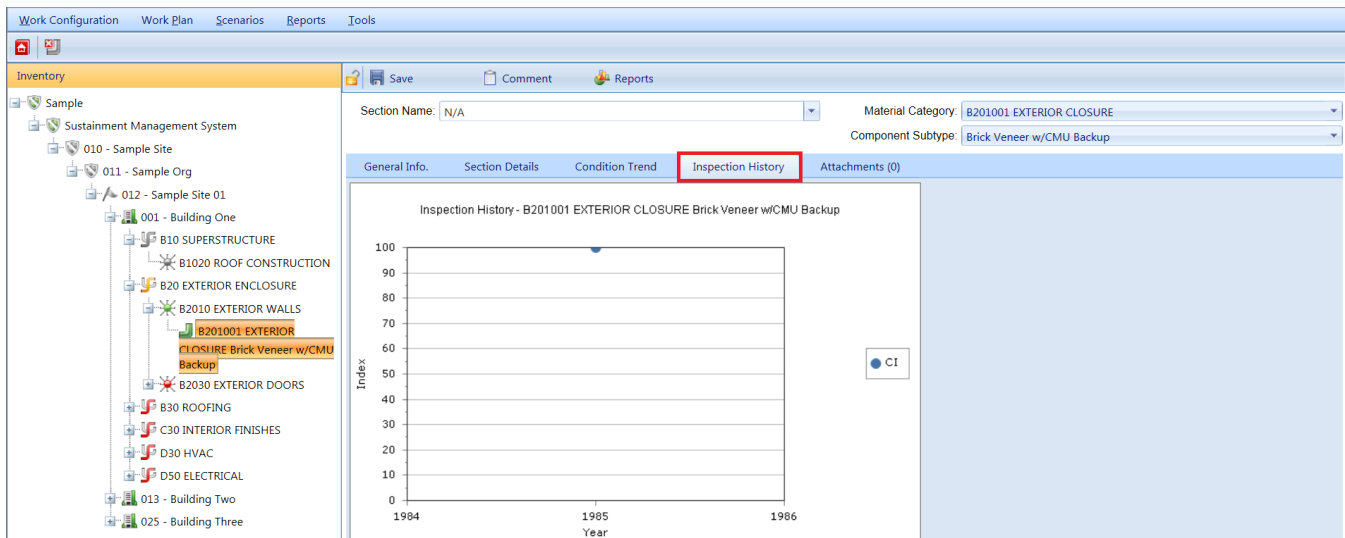 Work Configuration Work Plan Scenarios Reports Tools
Inventory
Save Comment Reports
Sample
Sustainment Management System
010 - Sample Site
011 - Sample Org
012 - Sample Site 01
001 - Building One
B10 SUPERSTRUCTURE
B1020 ROOF CONSTRUCTION
B20 EXTERIOR ENCLOSURE
B2010 EXTERIOR WALLS
B201001 EXTERIOR
CLOSURE Brick Veneer w/CMU
Backup
B2030 EXTERIOR DOORS
B30 ROOFING
C30 INTERIOR FINISHES
D30 HVAC
D50 ELECTRICAL
013 - Building Two
025 - Building Three
Section Name: N/A
Material Category: B201001 EXTERIOR CLOSURE
Component Subtype: Brick Veneer w/CMU Backup
General Info. Section Details Condition Trend Inspection History Attachments (0)
Inspection History - B201001 EXTERIOR CLOSURE Brick Veneer w/CMU Backup
100
90
80
70
60
50
40
30
20
10
0
Index
1984 1985 1986
Year
CI